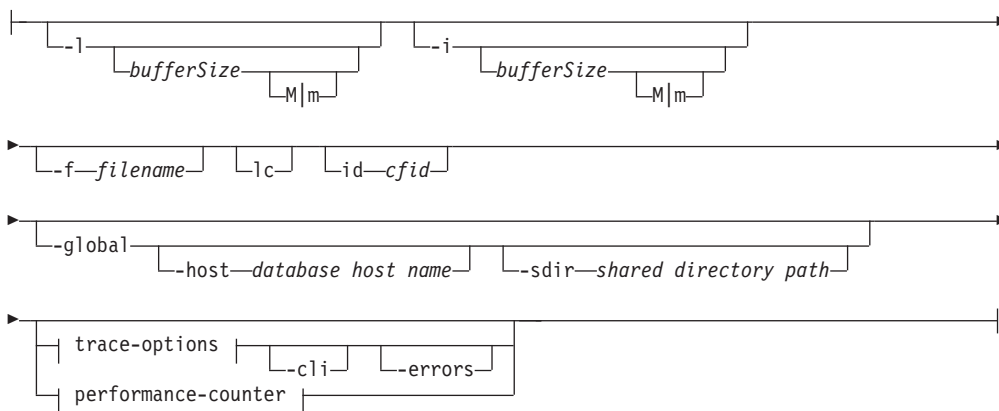 -l -i
bufferSize bufferSize
M|m M|m
-f filename lc id cfid
-global
-host database host name -sdir shared directory path
trace-options
-cli -errors
performance-counter